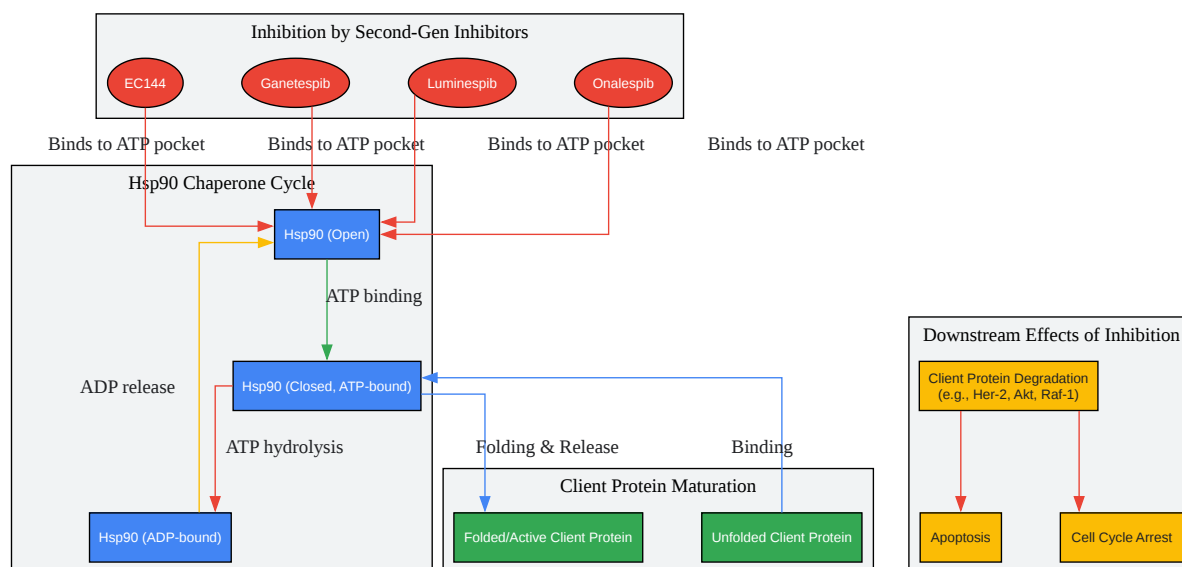 Inhibition by Second-Gen Inhibitors
EC144
Ganetespib
Luminespib
Onalespib
Binds to ATP pocket
Binds to ATP pocket
Binds to ATP pocket
Binds to ATP pocket
Hsp90 Chaperone Cycle
Hsp90 (Open)
ATP binding
Hsp90 (Closed, ATP-bound)
ADP release
ATP hydrolysis
Hsp90 (ADP-bound)
Folding & Release
Binding
Client Protein Maturation
Folded/Active Client Protein
Unfolded Client Protein
Downstream Effects of Inhibition
Client Protein Degradation
(e.g., Her-2, Akt, Raf-1)
Apoptosis
Cell Cycle Arrest